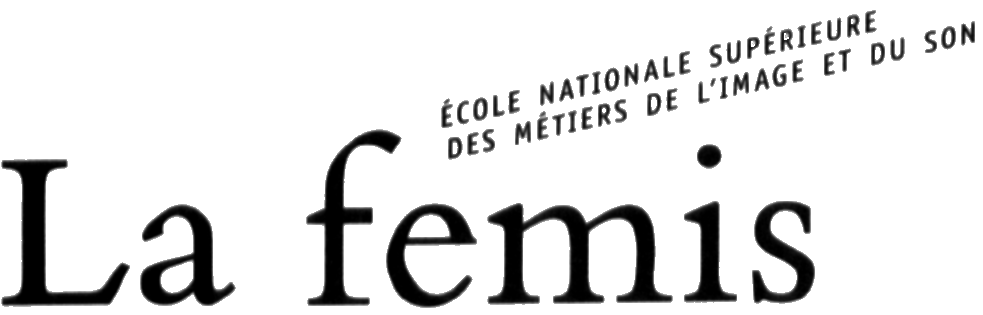 ÉCOLE NATIONALE SUPÉRIEURE
DES MÉTIERS DE L'IMAGE ET DU SON
La femis